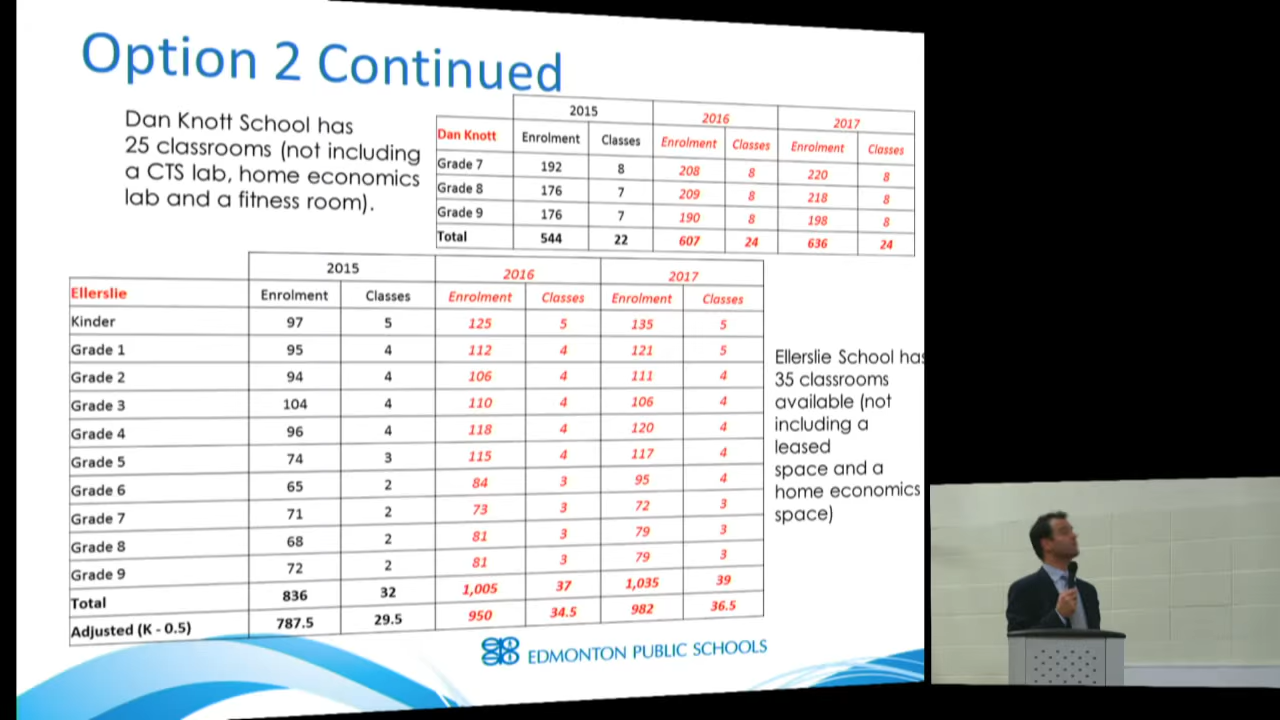 Option 2 Continued
Dan Knott School has
25 classrooms (not including
a CTS lab, home economics
lab and a fitness room).
2015 2016 2017
Dan Knott Enrolment Classes Enrolment Classes Enrolment Classes
Grade 7 192 8 208 8 220 8
Grade 8 176 7 209 8 218 8
Grade 9 176 7 190 8 198 8
Total 544 22 607 24 636 24
2015 2016 2017
Ellerslie Enrolment Classes Enrolment Classes Enrolment Classes
Kinder 97 5 125 5 135 5
Grade 1 95 4 112 4 121 5
Grade 2 94 4 106 4 111 4
Grade 3 104 4 110 4 106 4
Grade 4 96 4 118 4 120 4
Grade 5 74 3 115 4 117 4
Grade 6 65 2 84 3 95 4
Grade 7 71 2 73 3 72 3
Grade 8 68 2 81 3 79 3
Grade 9 72 2 81 3 79 3
Total 836 32 1,005 37 1,035 39
Adjusted (K - 0.5) 787.5 29.5 950 34.5 982 36.5
Ellerslie School has
35 classrooms
available (not
including a
leased
space and a
home economics
space)
EDMONTON PUBLIC SCHOOLS